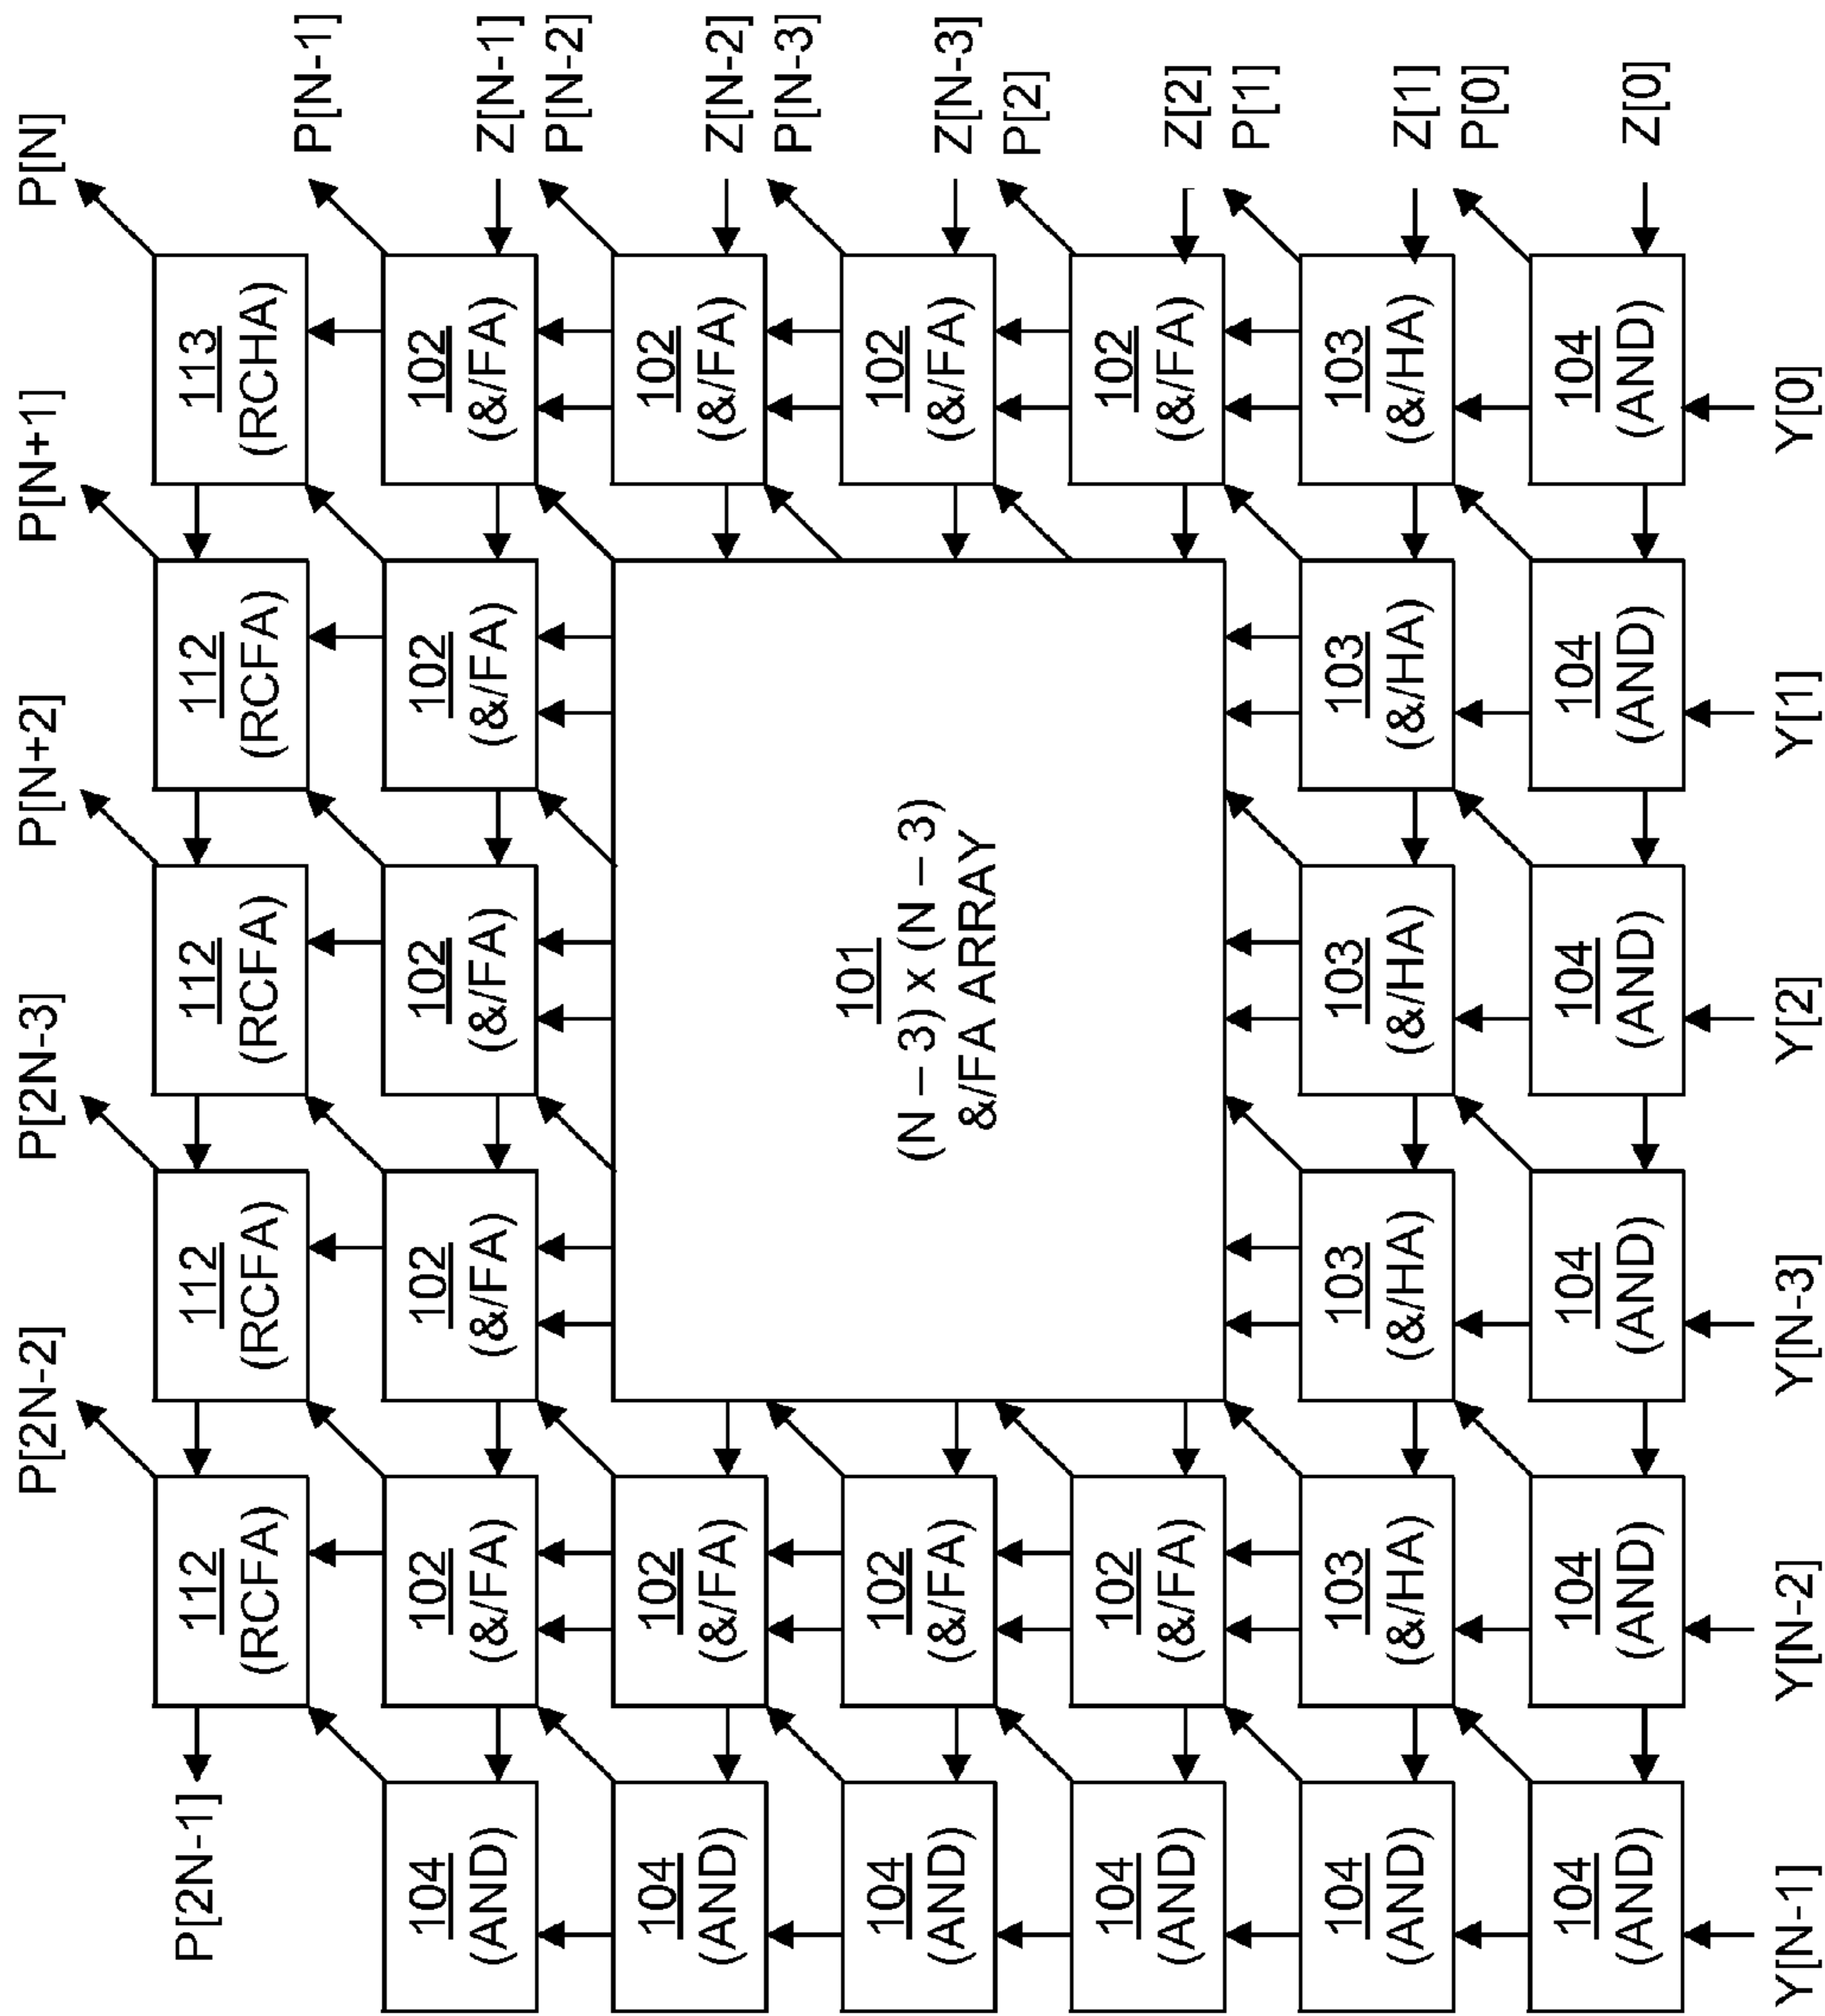 P[2N-2]
P[2N-3]
P[N+2]
P[N+1]
P[N]
P[2N-1]
112
(RCFA)
112
(RCFA)
112
(RCFA)
112
(RCFA)
113
(RCHA)
P[N-1]
104
(AND)
102
(&/FA)
102
(&/FA)
102
(&/FA)
102
(&/FA)
102
(&/FA)
Z[N-1]
P[N-2]
104
(AND)
102
(&/FA)
102
(&/FA)
Z[N-2]
P[N-3]
104
(AND)
102
(&/FA)
101
(N – 3) x (N – 3)
&/FA ARRAY
102
(&/FA)
Z[N-3]
P[2]
104
(AND)
102
(&/FA)
102
(&/FA)
Z[2]
P[1]
104
(AND)
103
(&/HA)
103
(&/HA)
103
(&/HA)
103
(&/HA)
103
(&/HA)
Z[1]
P[0]
104
(AND)
104
(AND)
104
(AND)
104
(AND)
104
(AND)
104
(AND)
Z[0]
Y[N-1]
Y[N-2]
Y[N-3]
Y[2]
Y[1]
Y[0]